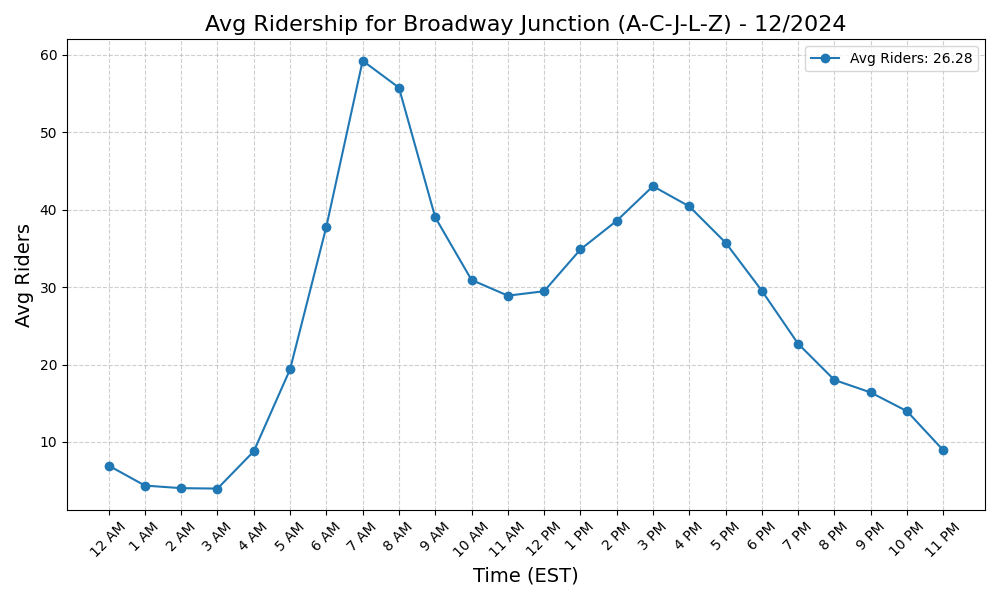 Avg Ridership for Broadway Junction (A-C-J-L-Z) - 12/2024
Avg Riders: 26.28
Avg Riders
60
50
40
30
20
10
12 AM
1 AM
2 AM
3 AM
4 AM
5 AM
6 AM
7 AM
8 AM
9 AM
10 AM
11 AM
12 PM
1 PM
2 PM
3 PM
4 PM
5 PM
6 PM
7 PM
8 PM
9 PM
10 PM
11 PM
Time (EST)